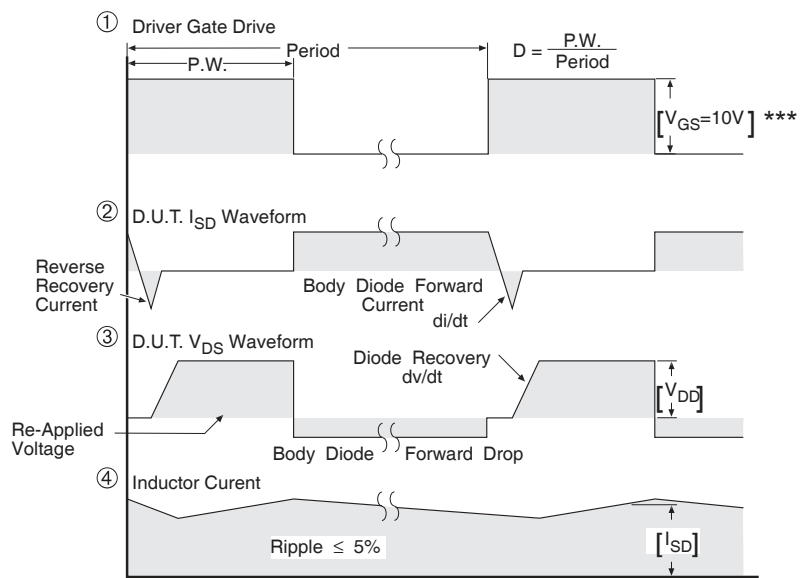 ① Driver Gate Drive
Period
P.W.
D = P.W. / Period
[VGS=10V] ***
② D.U.T. ISD Waveform
Reverse
Recovery
Current
Body Diode Forward
Current
di/dt
③ D.U.T. VDS Waveform
Diode Recovery
dv/dt
[VDD]
Re-Applied
Voltage
Body Diode Forward Drop
④ Inductor Curent
Ripple ≤ 5%
[ISD]